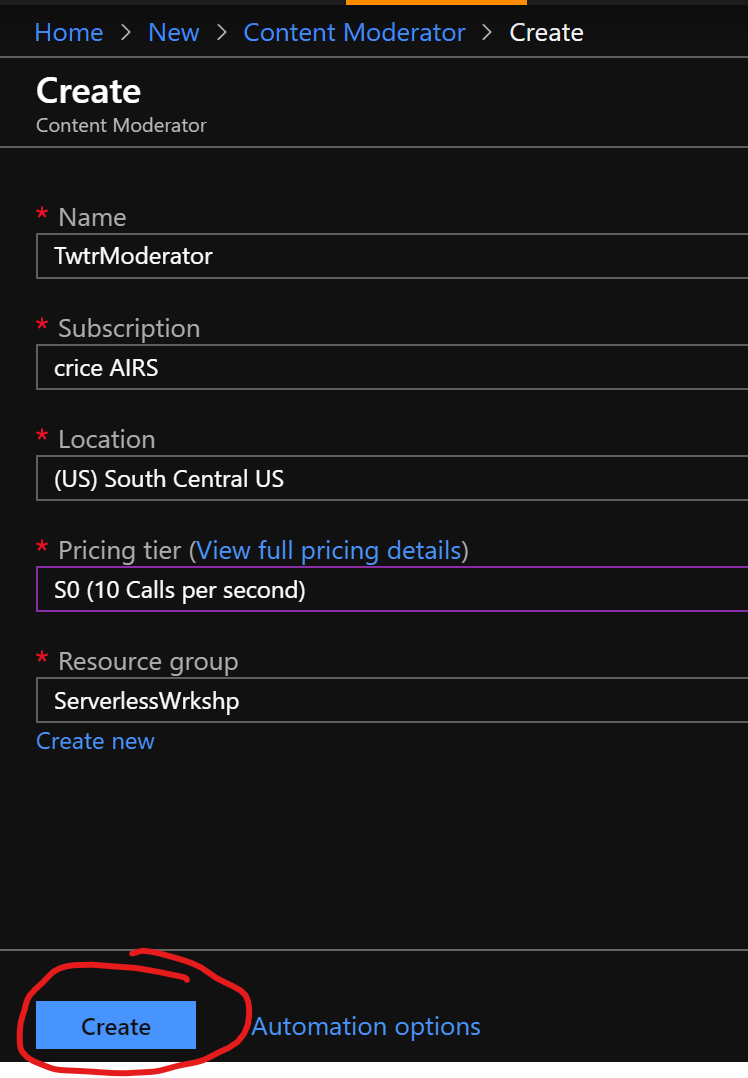 Home > New > Content Moderator > Create
Create
Content Moderator
* Name
TwtrModerator
* Subscription
crice AIRS
* Location
(US) South Central US
* Pricing tier (View full pricing details)
S0 (10 Calls per second)
* Resource group
ServerlessWrkshp
Create new
Create Automation options